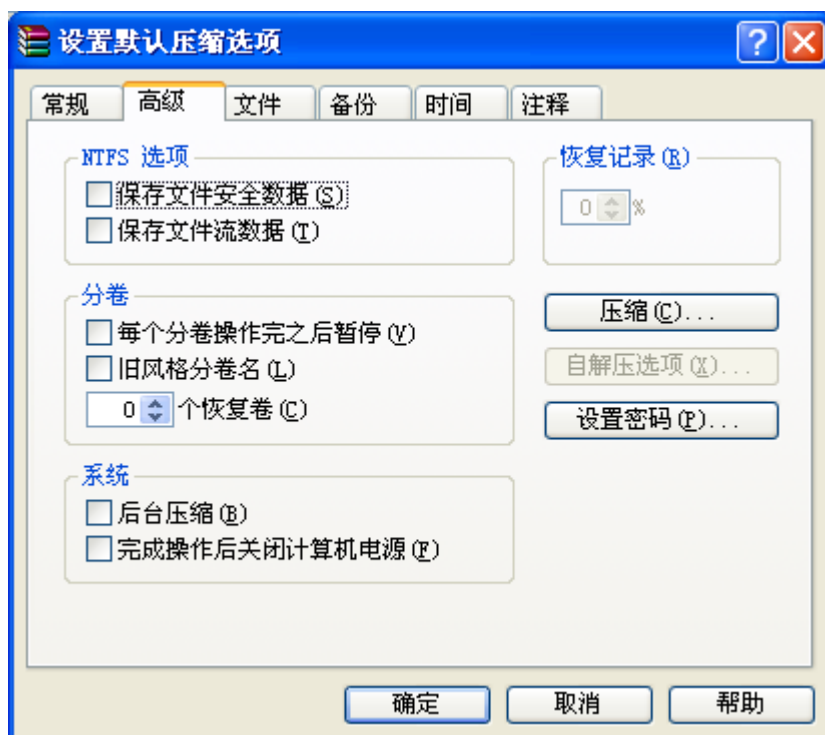 设置默认压缩选项
常规 高级 文件 备份 时间 注释
NTFS 选项
保存文件安全数据(S)
保存文件流数据(T)
恢复记录(R)
0 %
分卷
每个分卷操作完之后暂停(V)
旧风格分卷名(L)
0 个恢复卷(C)
压缩(C)...
自解压选项(X)...
设置密码(P)...
系统
后台压缩(B)
完成操作后关闭计算机电源(F)
确定 取消 帮助